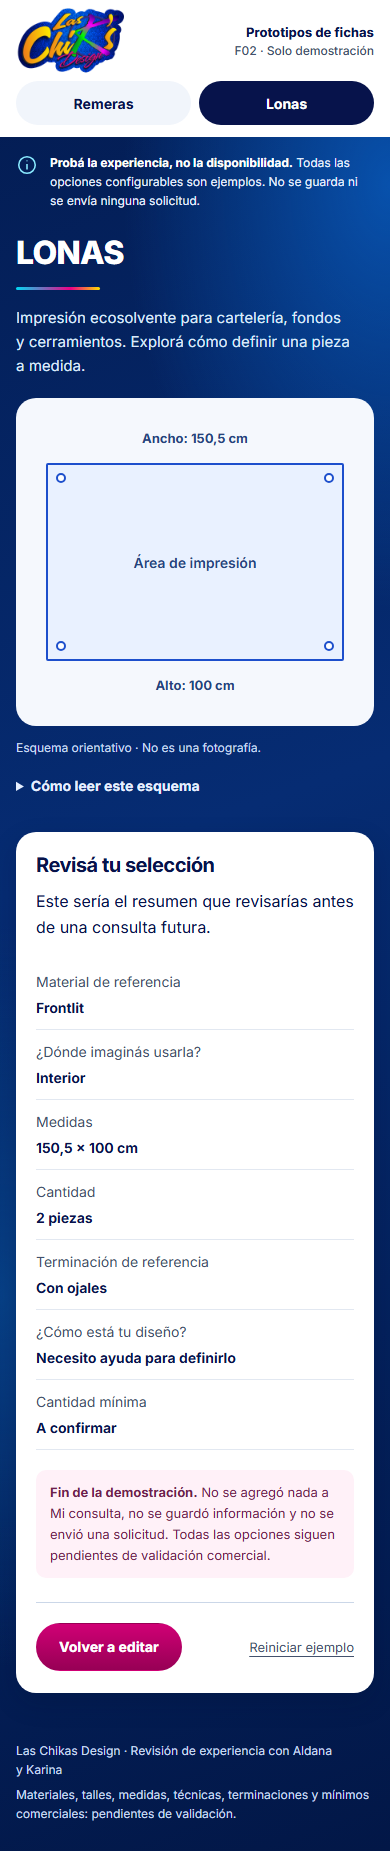 Las
Chika's
Design
Prototipos de fichas
F02 · Solo demostración
Remeras
Lonas
Probá la experiencia, no la disponibilidad. Todas las
opciones configurables son ejemplos. No se guarda ni
se envía ninguna solicitud.
LONAS
Impresión ecosolvente para cartelería, fondos
y cerramientos. Explorá cómo definir una pieza
a medida.
Ancho: 150,5 cm
Área de impresión
Alto: 100 cm
Esquema orientativo · No es una fotografía.
Cómo leer este esquema
Revisá tu selección
Este sería el resumen que revisarías antes
de una consulta futura.
Material de referencia
Frontlit
¿Dónde imaginás usarla?
Interior
Medidas
150,5 × 100 cm
Cantidad
2 piezas
Terminación de referencia
Con ojales
¿Cómo está tu diseño?
Necesito ayuda para definirlo
Cantidad mínima
A confirmar
Fin de la demostración. No se agregó nada a
Mi consulta, no se guardó información y no se
envió una solicitud. Todas las opciones siguen
pendientes de validación comercial.
Volver a editar
Reiniciar ejemplo
Las Chikas Design · Revisión de experiencia con Aldana
y Karina
Materiales, talles, medidas, técnicas, terminaciones y mínimos
comerciales: pendientes de validación.